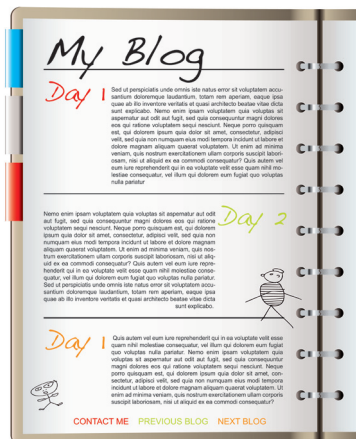 My Blog
Day 1
Sed ut perspiciatis unde omnis iste natus error sit voluptatem accu-
santium doloremque laudantium, totam rem aperiam, eaque ipsa
quae ab illo inventore veritatis et quasi architecto beatae vitae dicta
sunt explicabo. Nemo enim ipsam voluptatem quia voluptas sit
aspernatur aut odit aut fugit, sed quia consequuntur magni dolores
eos qui ratione voluptatem sequi nesciunt. Neque porro quisquam
est, qui dolorem ipsum quia dolor sit amet, consectetur, adipisci
velit, sed quia non numquam eius modi tempora incidunt ut labore et
dolore magnam aliquam quaerat voluptatem. Ut enim ad minima
veniam, quis nostrum exercitationem ullam corporis suscipit labori-
osam, nisi ut aliquid ex ea commodi consequatur? Quis autem vel
eum iure reprehenderit qui in ea voluptate velit esse quam nihil mo-
lestiae consequatur, vel illum qui dolorem eum fugiat quo voluptas
nulla pariatur
Day 2
Nemo enim ipsam voluptatem quia voluptas sit aspernatur aut odit
aut fugit, sed quia consequuntur magni dolores eos qui ratione
voluptatem sequi nesciunt. Neque porro quisquam est, qui dolorem
ipsum quia dolor sit amet, consectetur, adipisci velit, sed quia non
numquam eius modi tempora incidunt ut labore et dolore magnam
aliquam quaerat voluptatem. Ut enim ad minima veniam, quis nos-
trum exercitationem ullam corporis suscipit laboriosam, nisi ut aliq-
uid ex ea commodi consequatur? Quis autem vel eum iure repre-
henderit qui in ea voluptate velit esse quam nihil molestiae conse-
quatur, vel illum qui dolorem eum fugiat quo voluptas nulla pariatur.
Sed ut perspiciatis unde omnis iste natus error sit voluptatem accu-
santium doloremque laudantium, totam rem aperiam, eaque ipsa
quae ab illo inventore veritatis et quasi architecto beatae vitae dicta
sunt explicabo.
Day 1
Quis autem vel eum iure reprehenderit qui in ea voluptate velit esse
quam nihil molestiae consequatur, vel illum qui dolorem eum fugiat
quo voluptas nulla pariatur? Nemo enim ipsam voluptatem quia
voluptas sit aspernatur aut odit aut fugit, sed quia consequuntur
magni dolores eos qui ratione voluptatem sequi nesciunt. Neque
porro quisquam est, qui dolorem ipsum quia dolor sit amet, con-
sectetur, adipisci velit, sed quia non numquam eius modi tempora
incidunt ut labore et dolore magnam aliquam quaerat voluptatem. Ut
enim ad minima veniam, quis nostrum exercitationem ullam corporis
suscipit laboriosam, nisi ut aliquid ex ea commodi consequatur?
CONTACT ME PREVIOUS BLOG NEXT BLOG